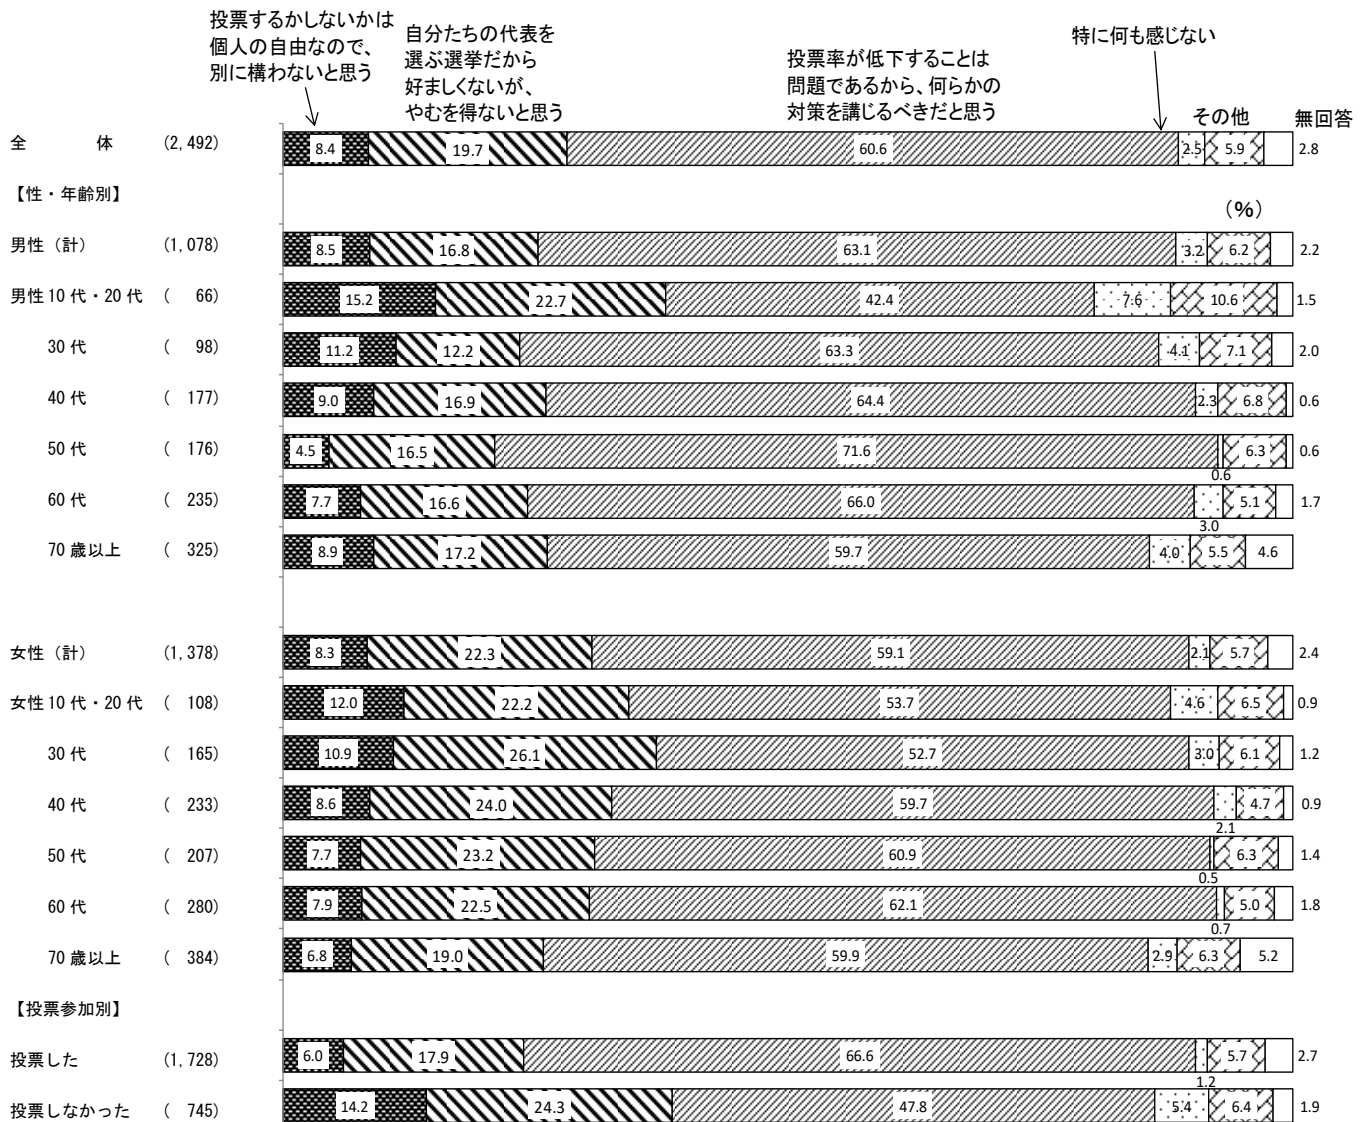 投票するかしないかは
個人の自由なので、
別に構わないと思う
自分たちの代表を
選ぶ選挙だから
好ましくないが、
やむを得ないと思う
投票率が低下することは
問題であるから、何らかの
対策を講じるべきだと思う
特に何も感じない
その他
無回答
全　　　体 (2,492) 8.4 19.7 60.6 2.5 5.9 2.8
【性・年齢別】
(%)
男性（計） (1,078) 8.5 16.8 63.1 3.2 6.2 2.2
男性10代・20代 ( 66) 15.2 22.7 42.4 7.6 10.6 1.5
30代 ( 98) 11.2 12.2 63.3 4.1 7.1 2.0
40代 ( 177) 9.0 16.9 64.4 2.3 6.8 0.6
50代 ( 176) 4.5 16.5 71.6 0.6 6.3 0.6
60代 ( 235) 7.7 16.6 66.0 3.0 5.1 1.7
70歳以上 ( 325) 8.9 17.2 59.7 4.0 5.5 4.6
女性（計） (1,378) 8.3 22.3 59.1 2.1 5.7 2.4
女性10代・20代 ( 108) 12.0 22.2 53.7 4.6 6.5 0.9
30代 ( 165) 10.9 26.1 52.7 3.0 6.1 1.2
40代 ( 233) 8.6 24.0 59.7 2.1 4.7 0.9
50代 ( 207) 7.7 23.2 60.9 0.5 6.3 1.4
60代 ( 280) 7.9 22.5 62.1 0.7 5.0 1.8
70歳以上 ( 384) 6.8 19.0 59.9 2.9 6.3 5.2
【投票参加別】
投票した (1,728) 6.0 17.9 66.6 1.2 5.7 2.7
投票しなかった ( 745) 14.2 24.3 47.8 5.4 6.4 1.9